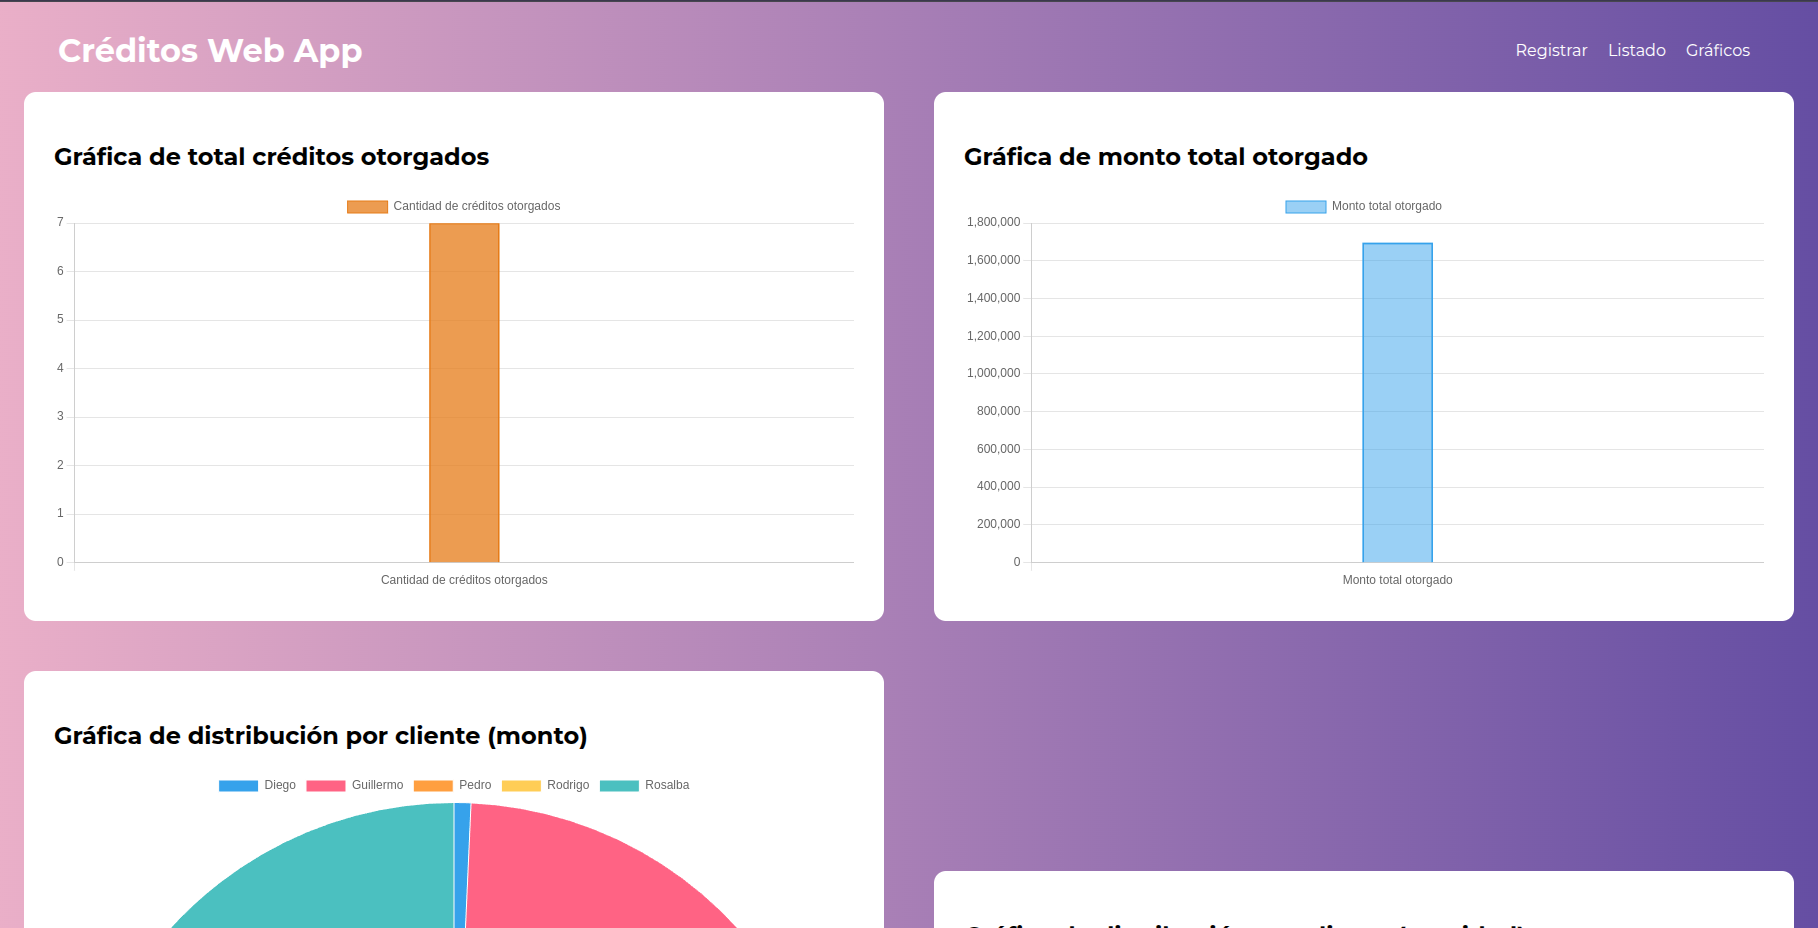 Créditos Web App
Registrar Listado Gráficos
Gráfica de total créditos otorgados
Cantidad de créditos otorgados
7
6
5
4
3
2
1
0
Cantidad de créditos otorgados
Gráfica de monto total otorgado
Monto total otorgado
1,800,000
1,600,000
1,400,000
1,200,000
1,000,000
800,000
600,000
400,000
200,000
0
Monto total otorgado
Gráfica de distribución por cliente (monto)
Diego Guillermo Pedro Rodrigo Rosalba